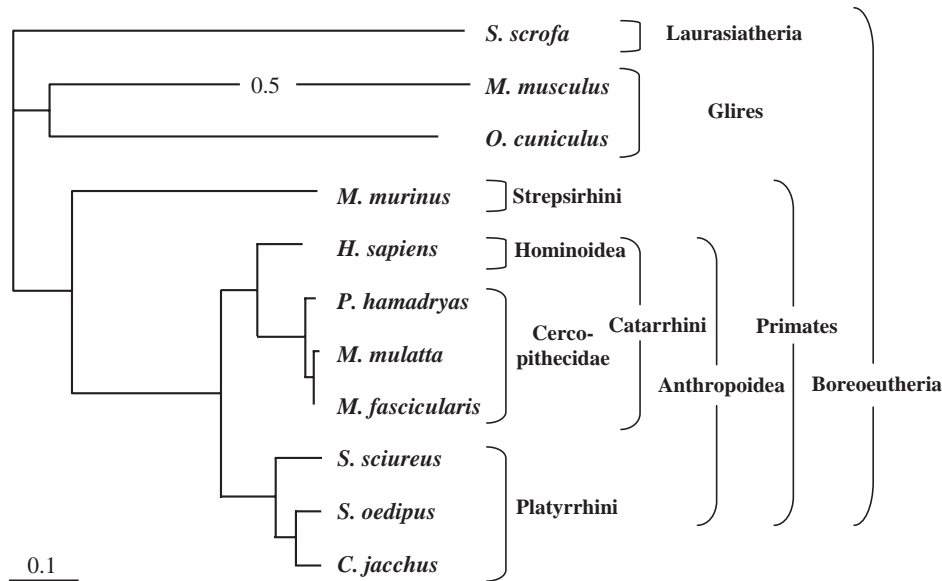 S. scrofa
Laurasiatheria
0.5
M. musculus
Glires
O. cuniculus
M. murinus
Strepsirhini
H. sapiens
Hominoidea
P. hamadryas
Cerco-
pithecidae
Catarrhini
Primates
M. mulatta
Anthropoidea
Boreoeutheria
M. fascicularis
S. sciureus
S. oedipus
Platyrrhini
C. jacchus
0.1